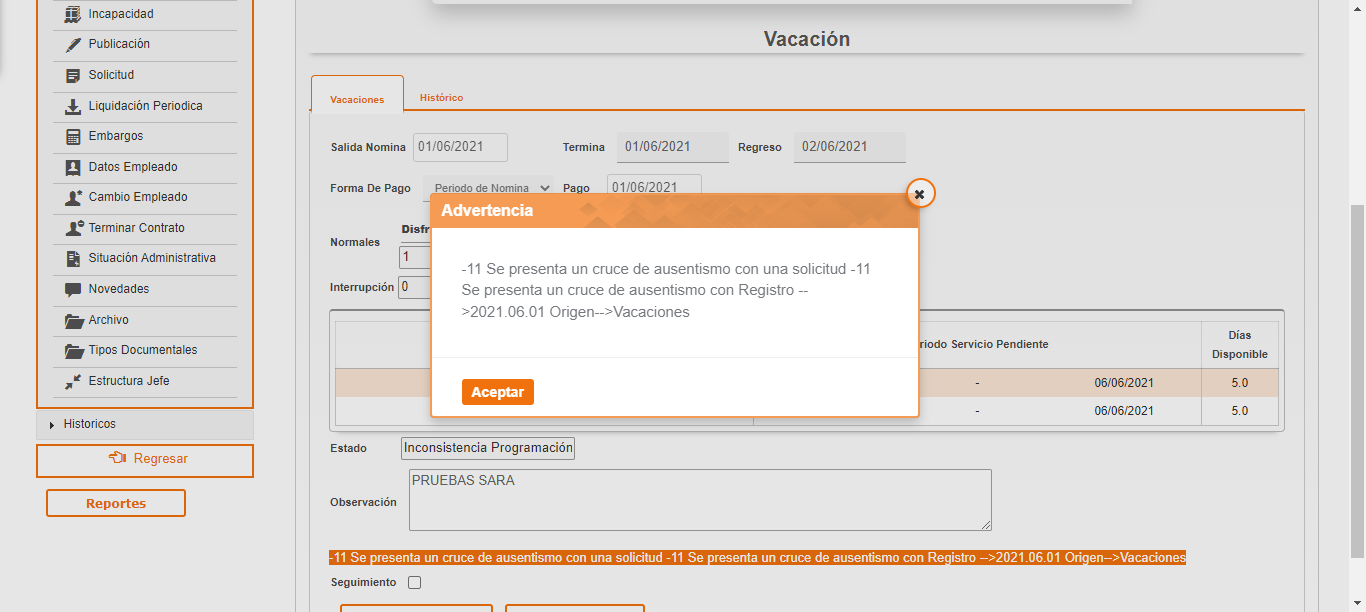 Incapacidad
Publicación
Solicitud
Liquidación Periodica
Embargos
Datos Empleado
Cambio Empleado
Terminar Contrato
Situación Administrativa
Novedades
Archivo
Tipos Documentales
Estructura Jefe
Historicos
Regresar
Reportes
Vacación
Vacaciones Histórico
Salida Nomina 01/06/2021 Termina 01/06/2021 Regreso 02/06/2021
Forma De Pago Periodo de Nomina Pago 01/06/2021
Normales
1
Interrupción 0
Advertencia
-11 Se presenta un cruce de ausentismo con una solicitud -11
Se presenta un cruce de ausentismo con Registro --
>2021.06.01 Origen-->Vacaciones
Aceptar
Servicio Pendiente
Días
Disponible
- 06/06/2021 5.0
- 06/06/2021 5.0
Estado Inconsistencia Programación
Observación PRUEBAS SARA
-11 Se presenta un cruce de ausentismo con una solicitud -11 Se presenta un cruce de ausentismo con Registro -->2021.06.01 Origen-->Vacaciones
Seguimiento